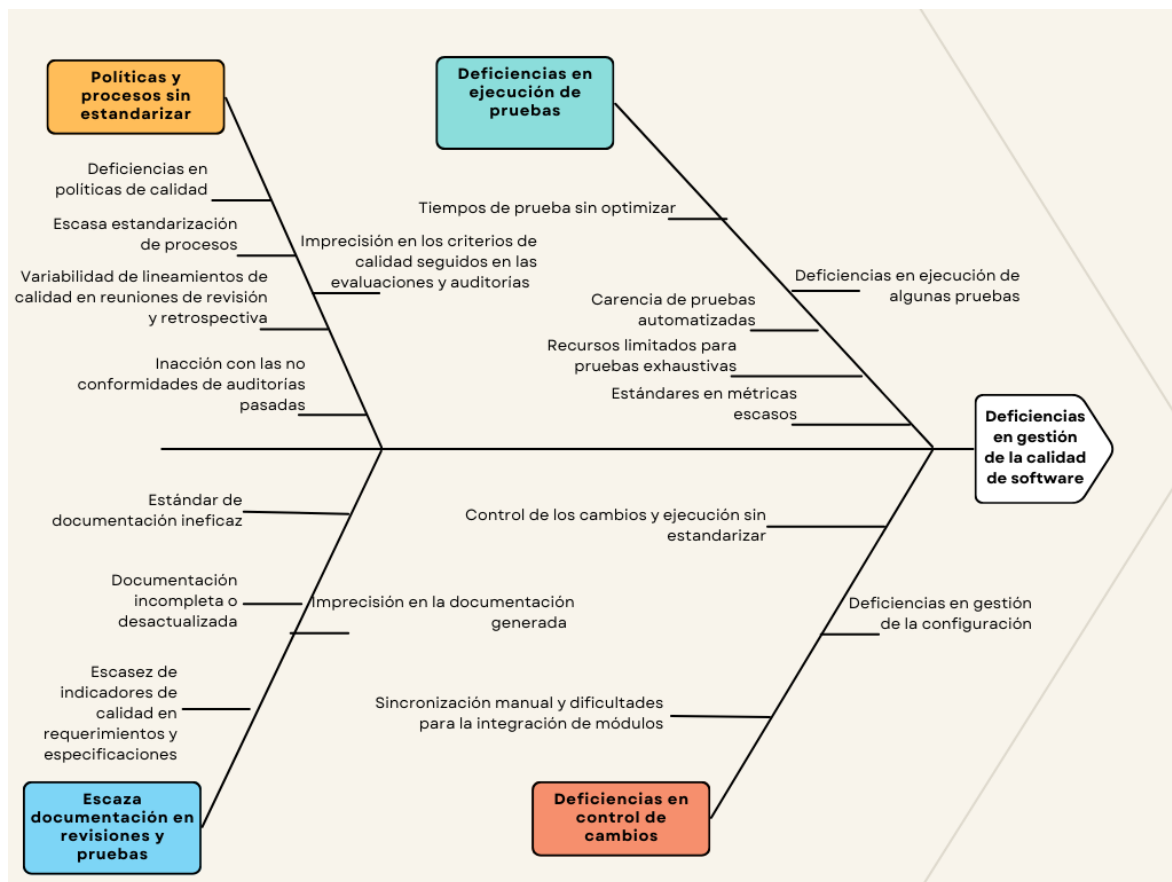 Políticas y
procesos sin
estandarizar
Deficiencias en
políticas de calidad
Escasa estandarización
de procesos
Imprecisión en los criterios de
calidad seguidos en las
evaluaciones y auditorías
Variabilidad de lineamientos de
calidad en reuniones de revisión
y retrospectiva
Inacción con las no
conformidades de auditorías
pasadas
Deficiencias en
ejecución de
pruebas
Tiempos de prueba sin optimizar
Deficiencias en ejecución de
algunas pruebas
Carencia de pruebas
automatizadas
Recursos limitados para
pruebas exhaustivas
Estándares en métricas
escasos
Deficiencias
en gestión
de la calidad
de software
Estándar de
documentación ineficaz
Documentación
incompleta o
desactualizada
Imprecisión en la documentación
generada
Escasez de
indicadores de
calidad en
requerimientos y
especificaciones
Escaza
documentación en
revisiones y
pruebas
Control de los cambios y ejecución sin
estandarizar
Deficiencias en gestión
de la configuración
Sincronización manual y dificultades
para la integración de módulos
Deficiencias en
control de
cambios